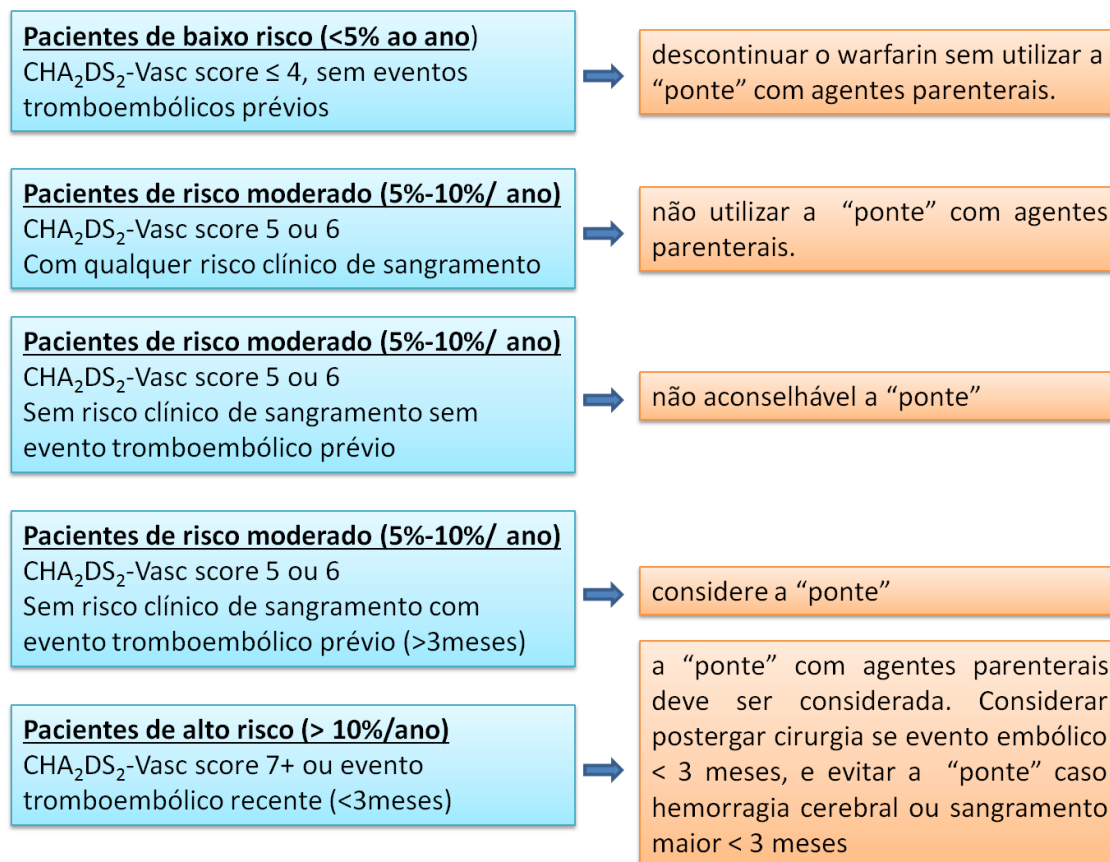 Pacientes de baixo risco (<5% ao ano)
CHA₂DS₂-Vasc score ≤ 4, sem eventos
tromboembólicos prévios
descontinuar o warfarin sem utilizar a
“ponte” com agentes parenterais.
Pacientes de risco moderado (5%-10%/ ano)
CHA₂DS₂-Vasc score 5 ou 6
Com qualquer risco clínico de sangramento
não utilizar a “ponte” com agentes
parenterais.
Pacientes de risco moderado (5%-10%/ ano)
CHA₂DS₂-Vasc score 5 ou 6
Sem risco clínico de sangramento sem
evento tromboembólico prévio
não aconselhável a “ponte”
Pacientes de risco moderado (5%-10%/ ano)
CHA₂DS₂-Vasc score 5 ou 6
Sem risco clínico de sangramento com
evento tromboembólico prévio (>3meses)
considere a “ponte”
Pacientes de alto risco (> 10%/ano)
CHA₂DS₂-Vasc score 7+ ou evento
tromboembólico recente (<3meses)
a “ponte” com agentes parenterais
deve ser considerada. Considerar
postergar cirurgia se evento embólico
< 3 meses, e evitar a “ponte” caso
hemorragia cerebral ou sangramento
maior < 3 meses